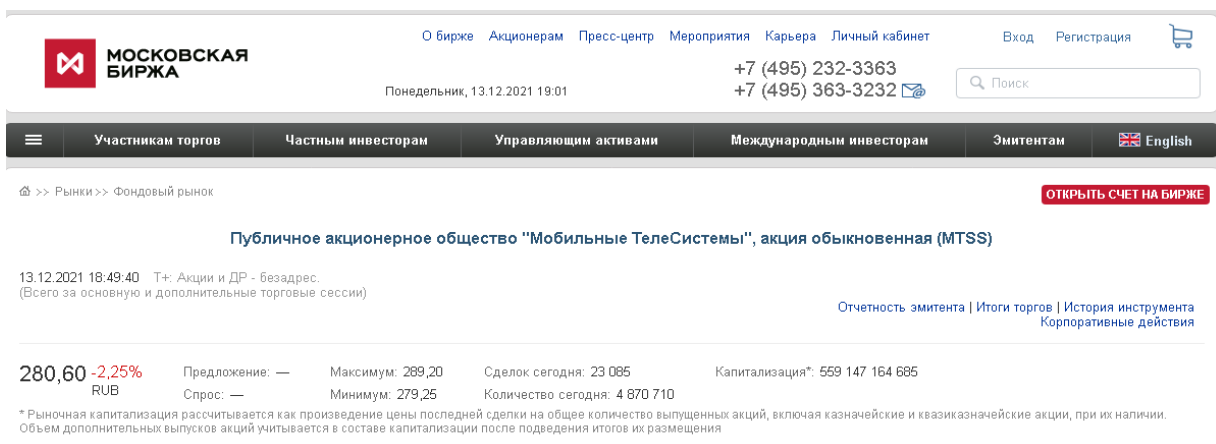 О бирже Акционерам Пресс-центр Мероприятия Карьера Личный кабинет Вход Регистрация
МОСКОВСКАЯ
БИРЖА
Понедельник, 13.12.2021 19:01
+7 (495) 232-3363
+7 (495) 363-3232
Поиск
Участникам торгов Частным инвесторам Управляющим активами Международным инвесторам Эмитентам English
>> Рынки >> Фондовый рынок
ОТКРЫТЬ СЧЕТ НА БИРЖЕ
Публичное акционерное общество "Мобильные ТелеСистемы", акция обыкновенная (MTSS)
13.12.2021 18:49:40 Т+: Акции и ДР - безадрес.
(Всего за основную и дополнительные торговые сессии)
Отчетность эмитента | Итоги торгов | История инструмента
Корпоративные действия
280,60 -2,25% Предложение: — Максимум: 289,20 Сделок сегодня: 23 085 Капитализация*: 559 147 164 685
RUB Спрос: — Минимум: 279,25 Количество сегодня: 4 870 710
* Рыночная капитализация рассчитывается как произведение цены последней сделки на общее количество выпущенных акций, включая казначейские и квазиказначейские акции, при их наличии.
Объем дополнительных выпусков акций учитывается в составе капитализации после подведения итогов их размещения